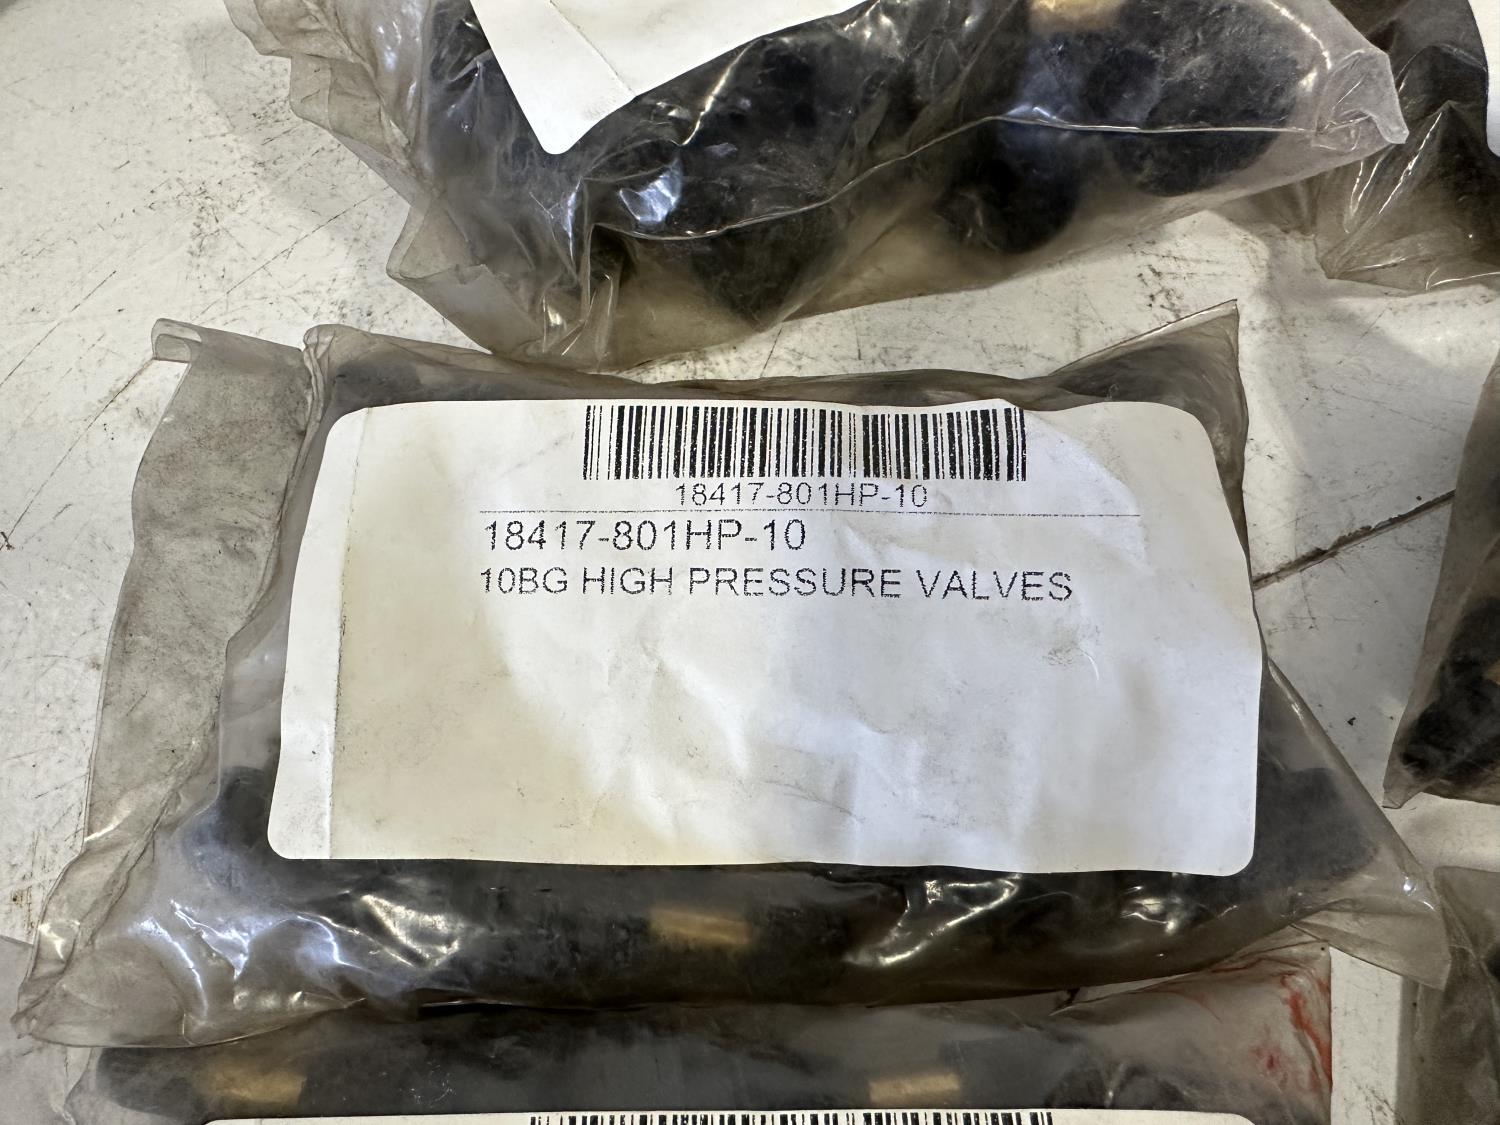 18417-801HP-10
18417-801HP-10
10BG HIGH PRESSURE VALVES